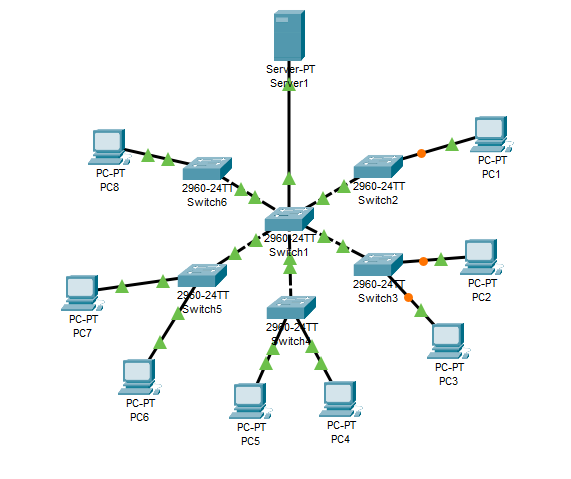 Server-PT
Server1
PC-PT
PC8
2960-24TT
Switch6
2960-24TT
Switch2
PC-PT
PC1
2960-24TT
Switch1
2960-24TT
Switch5
2960-24TT
Switch3
PC-PT
PC2
PC-PT
PC7
2960-24TT
Switch4
PC-PT
PC3
PC-PT
PC6
PC-PT
PC5
PC-PT
PC4